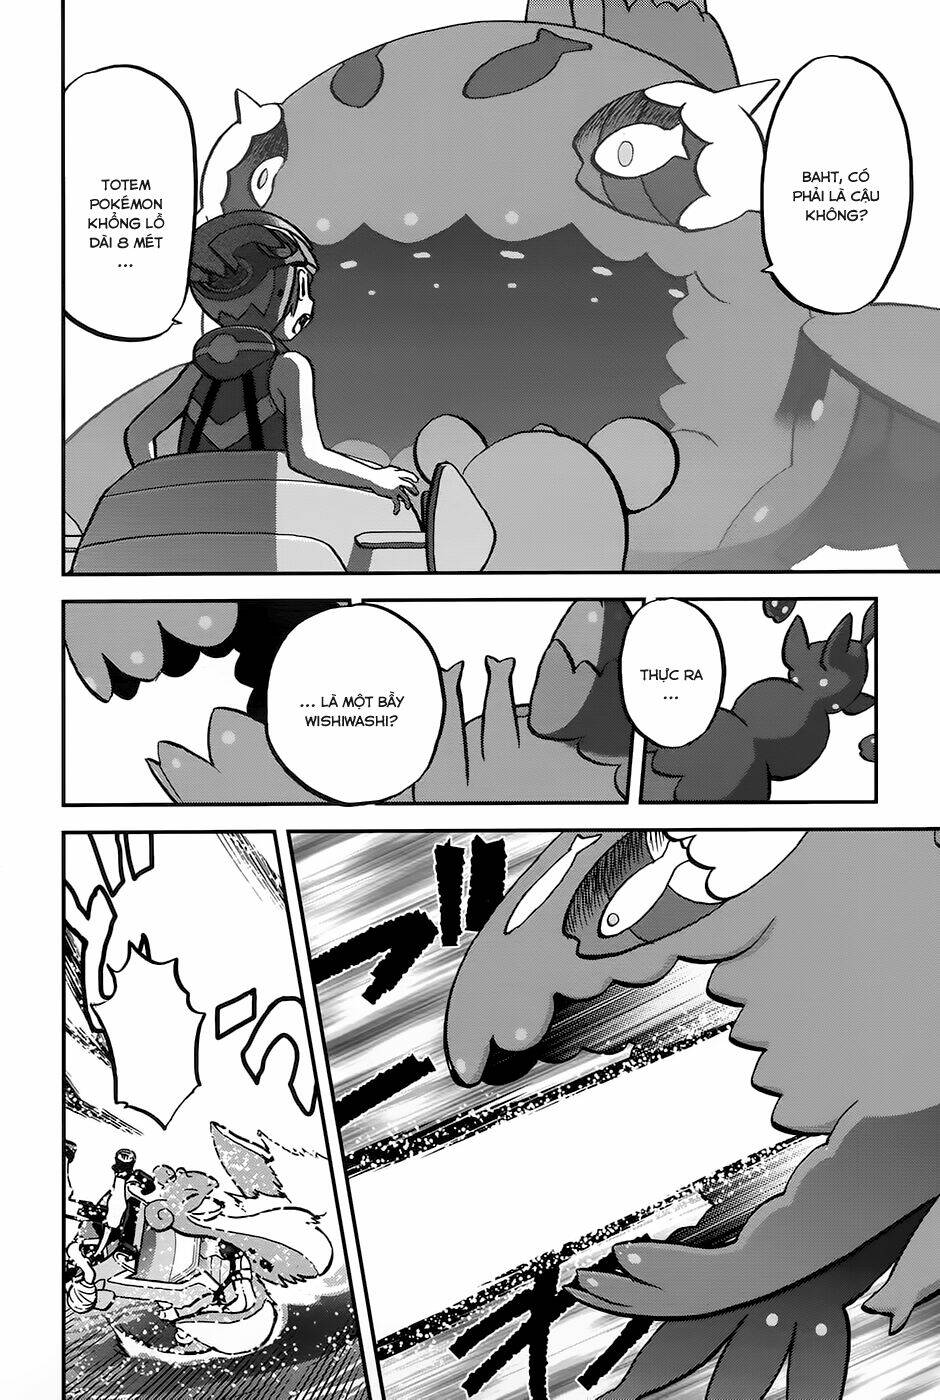 BAHT, CÓ
PHẢI LÀ CẬU
KHÔNG?
TOTEM
POKÉMON
KHỔNG LỒ
DÀI 8 MÉT
...
THỰC RA
...
... LÀ MỘT BẦY
WISHIWASHI?